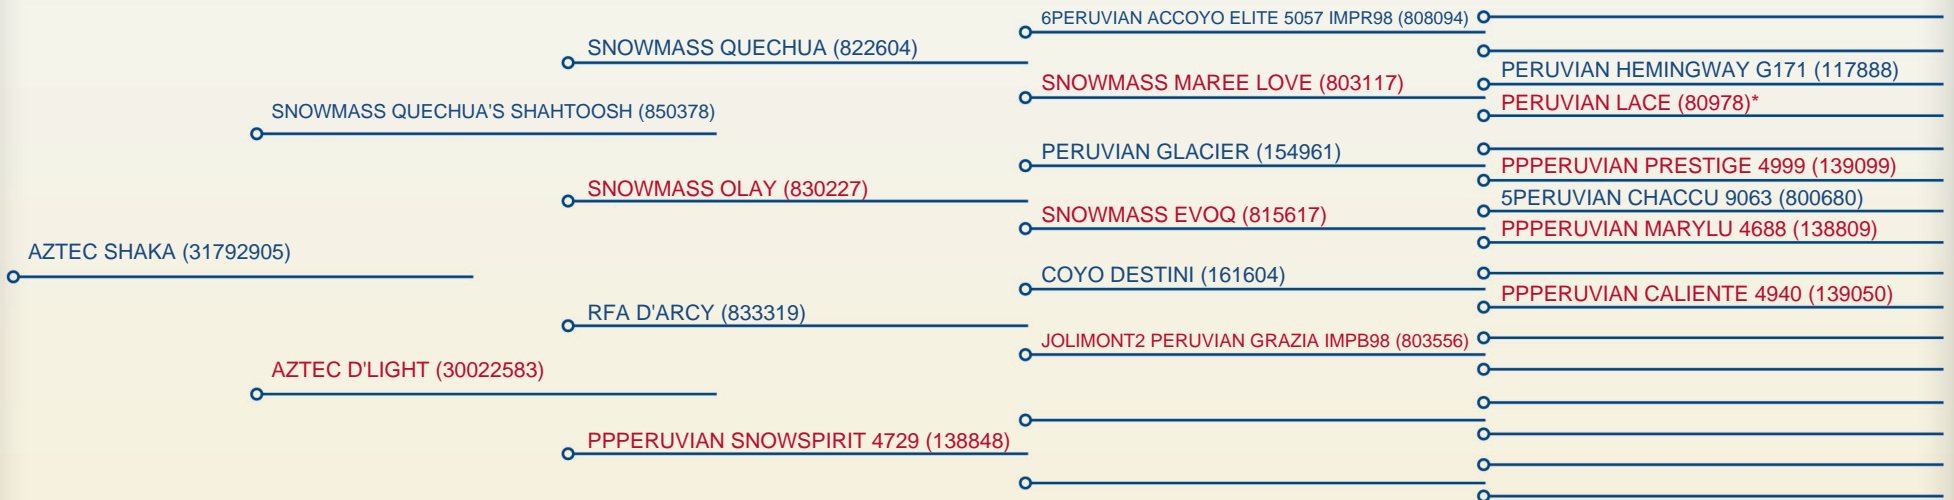 6PERUVIAN ACCOYO ELITE 5057 IMPR98 (808094)
SNOWMASS QUECHUA (822604)
PERUVIAN HEMINGWAY G171 (117888)
SNOWMASS MAREE LOVE (803117)
PERUVIAN LACE (80978)*
SNOWMASS QUECHUA'S SHAHTOOSH (850378)
PERUVIAN GLACIER (154961)
PPPERUVIAN PRESTIGE 4999 (139099)
SNOWMASS OLAY (830227)
5PERUVIAN CHACCU 9063 (800680)
SNOWMASS EVOQ (815617)
PPPERUVIAN MARYLU 4688 (138809)
AZTEC SHAKA (31792905)
COYO DESTINI (161604)
PPPERUVIAN CALIENTE 4940 (139050)
RFA D'ARCY (833319)
JOLIMONT2 PERUVIAN GRAZIA IMPB98 (803556)
AZTEC D'LIGHT (30022583)
PPPERUVIAN SNOWSPIRIT 4729 (138848)